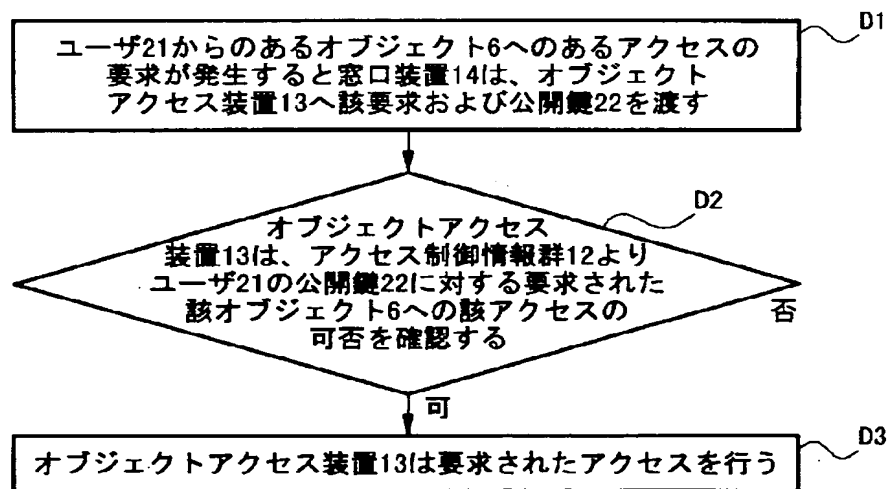 D1
ユーザ21からのあるオブジェクト6へのあるアクセスの
要求が発生すると窓口装置14は、オブジェクト
アクセス装置13へ該要求および公開鍵22を渡す
D2
オブジェクトアクセス
装置13は、アクセス制御情報群12より
ユーザ21の公開鍵22に対する要求された
該オブジェクト6への該アクセスの
可否を確認する
否
可
D3
オブジェクトアクセス装置13は要求されたアクセスを行う